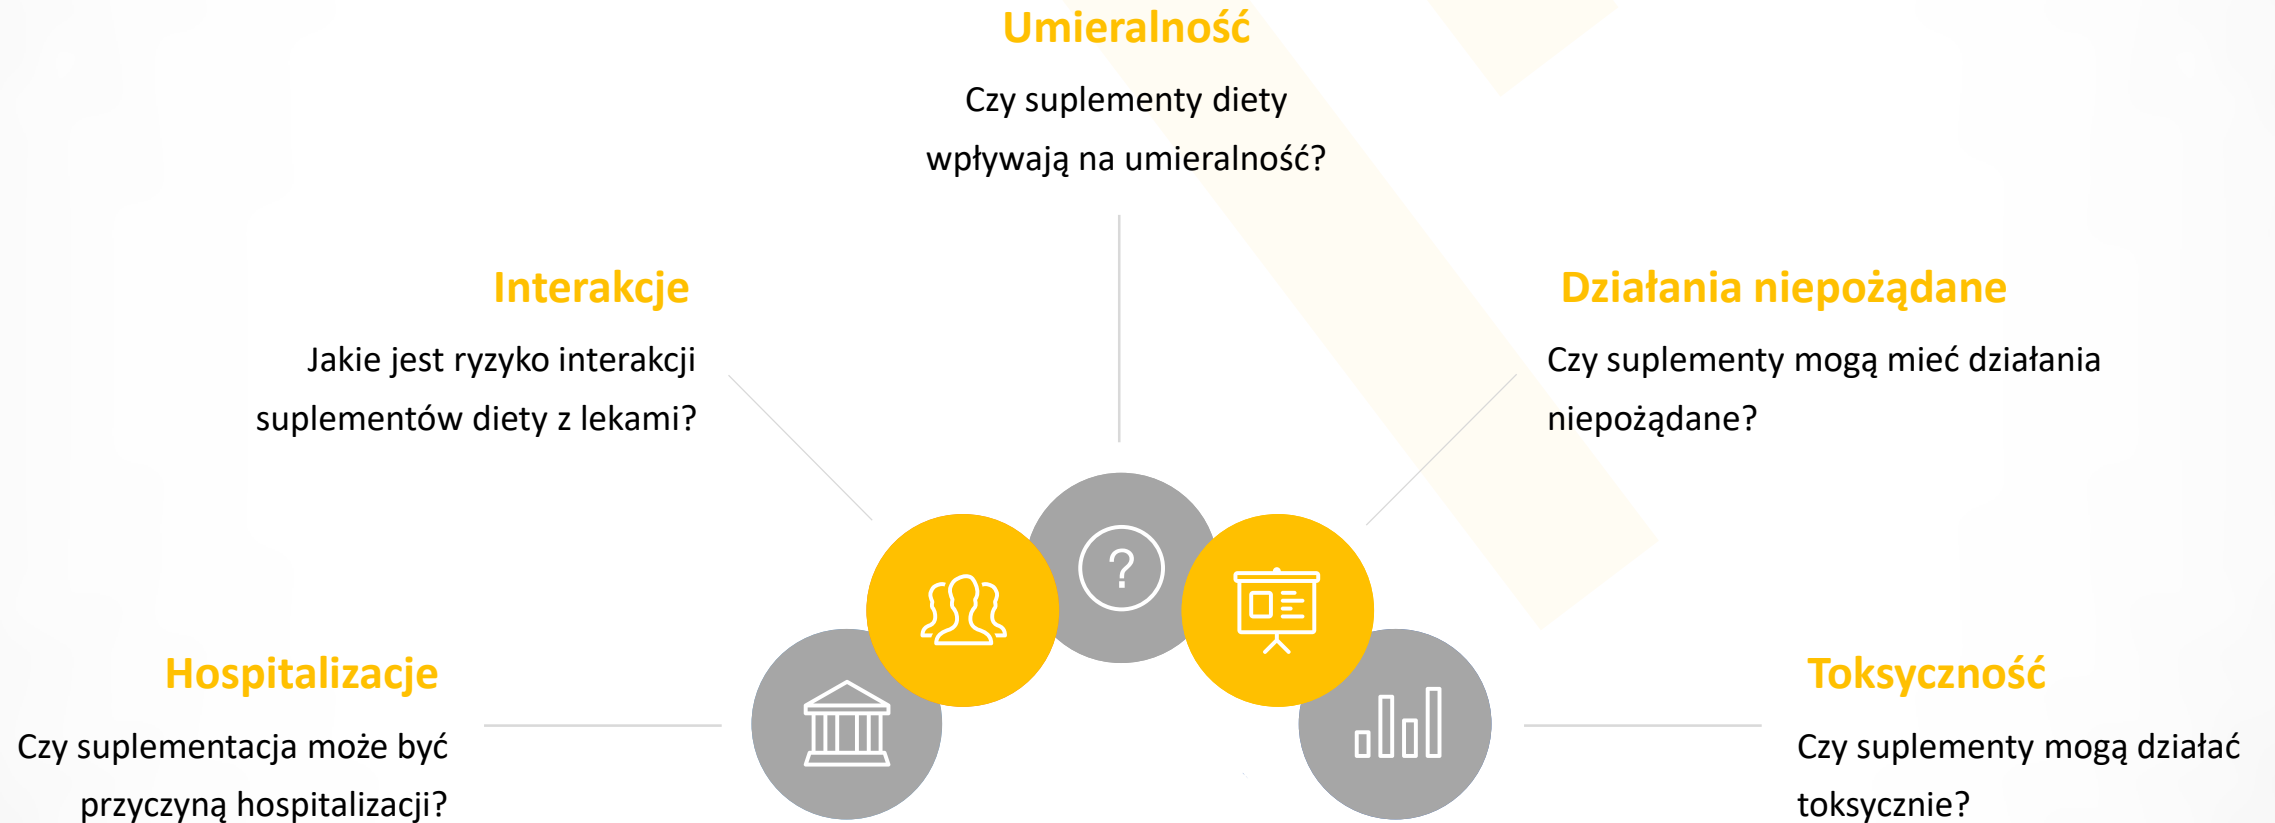 Umieralność
Czy suplementy diety
wpływają na umieralność?
Interakcje
Jakie jest ryzyko interakcji
suplementów diety z lekami?
Działania niepożądane
Czy suplementy mogą mieć działania
niepożądane?
?
Hospitalizacje
Czy suplementacja może być
przyczyną hospitalizacji?
Toksyczność
Czy suplementy mogą działać
toksycznie?